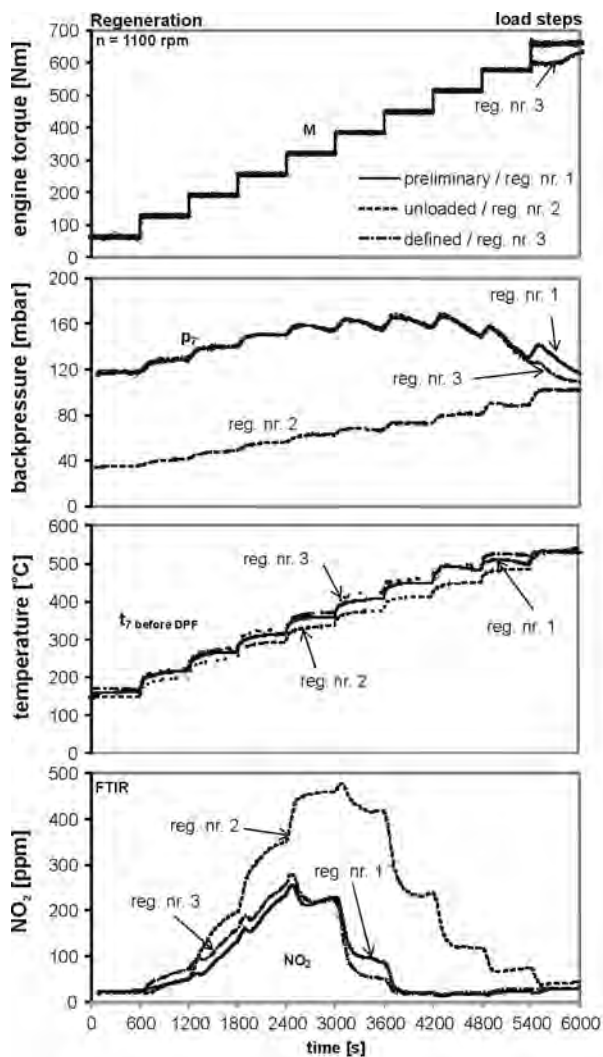 Regeneration load steps
n = 1100 rpm
engine torque [Nm]
700
600
500
400
300
200
100
0
M
reg. nr. 3
preliminary / reg. nr. 1
unloaded / reg. nr. 2
defined / reg. nr. 3
backpressure [mbar]
200
160
120
80
40
0
p7
reg. nr. 1
reg. nr. 3
reg. nr. 2
temperature [°C]
600
500
400
300
200
100
0
t7 before DPF
reg. nr. 3
reg. nr. 1
reg. nr. 2
NO2 [ppm]
500
400
300
200
100
0
FTIR
reg. nr. 2
reg. nr. 1
reg. nr. 3
NO2
0 600 1200 1800 2400 3000 3600 4200 4800 5400 6000
time [s]